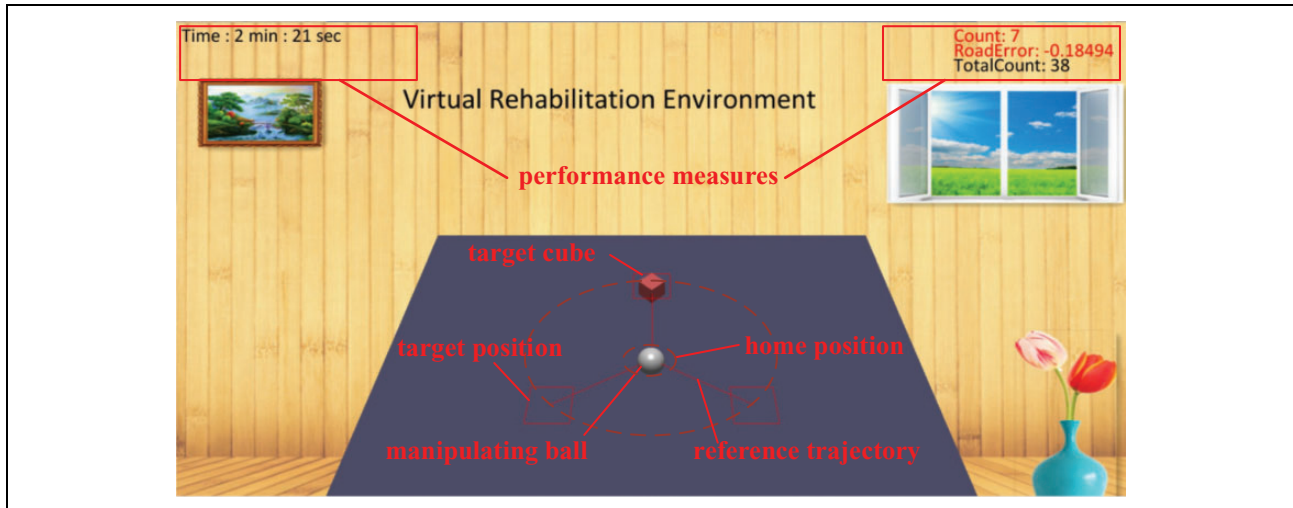 Time : 2 min : 21 sec
Count: 7
RoadError: -0.18494
TotalCount: 38
Virtual Rehabilitation Environment
performance measures
target cube
target position
home position
manipulating ball
reference trajectory